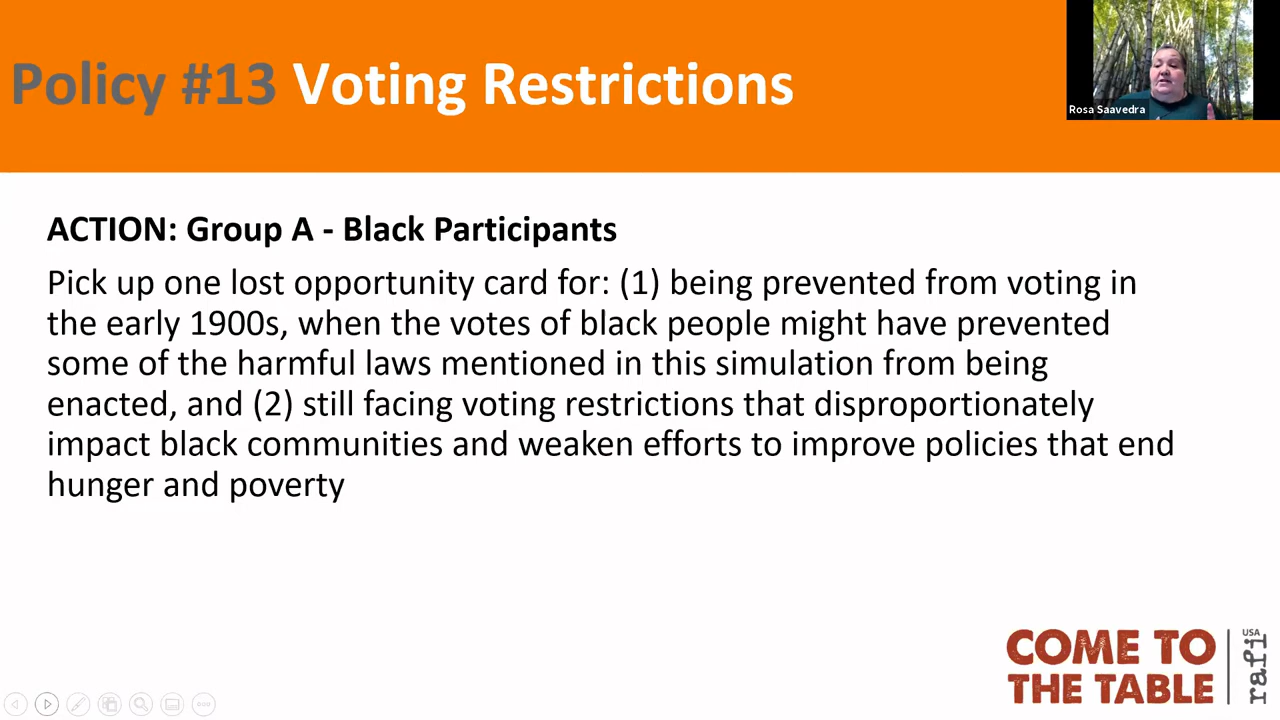 Policy #13 Voting Restrictions
Rosa Saavedra
ACTION: Group A - Black Participants
Pick up one lost opportunity card for: (1) being prevented from voting in
the early 1900s, when the votes of black people might have prevented
some of the harmful laws mentioned in this simulation from being
enacted, and (2) still facing voting restrictions that disproportionately
impact black communities and weaken efforts to improve policies that end
hunger and poverty
COME TO
THE TABLE
rafi
USA